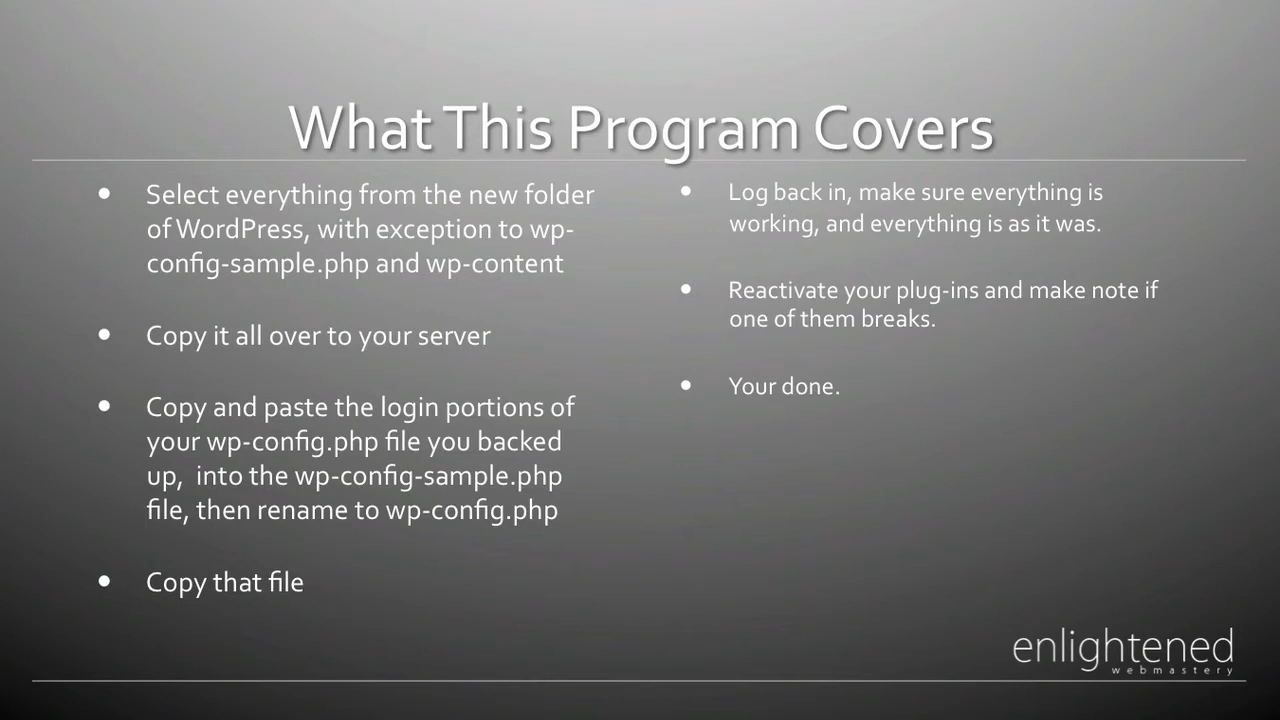 What This Program Covers
• Select everything from the new folder
of WordPress, with exception to wp-
config-sample.php and wp-content
• Copy it all over to your server
• Copy and paste the login portions of
your wp-config.php file you backed
up,  into the wp-config-sample.php
file, then rename to wp-config.php
• Copy that file
• Log back in, make sure everything is
working, and everything is as it was.
• Reactivate your plug-ins and make note if
one of them breaks.
• Your done.
enlightened
webmastery